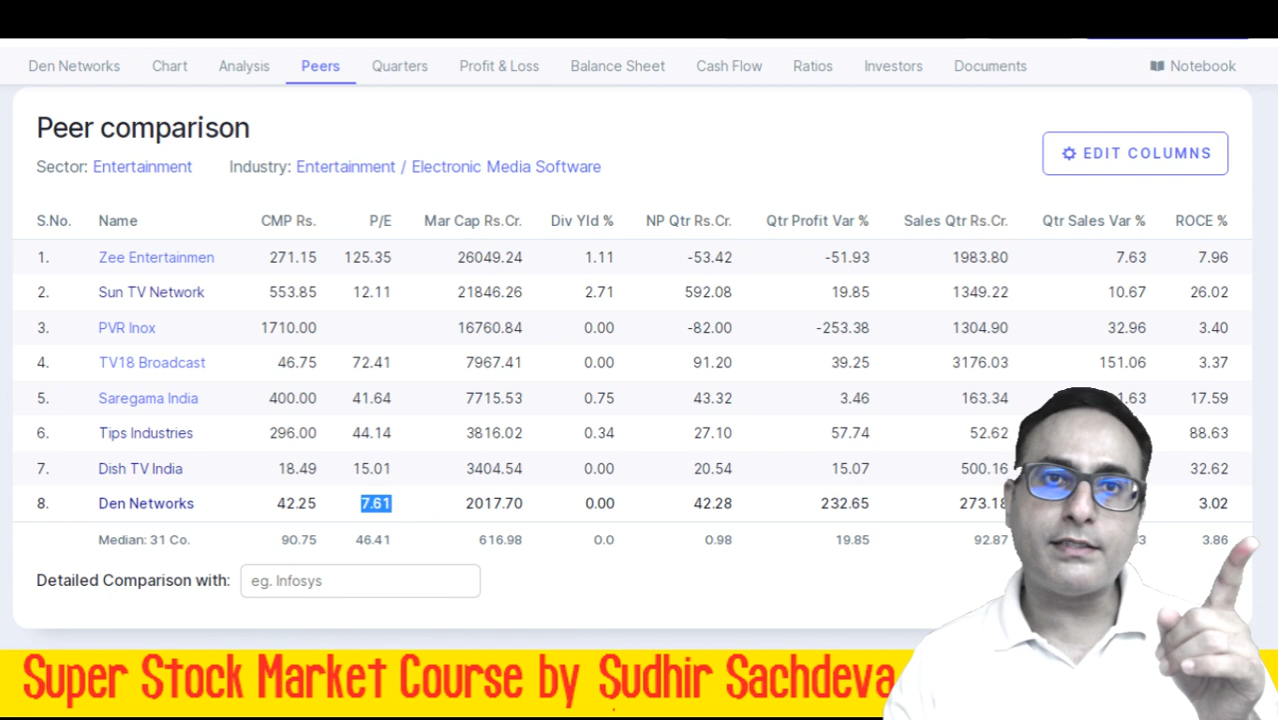 Den Networks Chart Analysis Peers Quarters Profit & Loss Balance Sheet Cash Flow Ratios Investors Documents Notebook
Peer comparison
Sector: Entertainment Industry: Entertainment / Electronic Media Software
EDIT COLUMNS
S.No. Name CMP Rs. P/E Mar Cap Rs.Cr. Div Yld % NP Qtr Rs.Cr. Qtr Profit Var % Sales Qtr Rs.Cr. Qtr Sales Var % ROCE %
1. Zee Entertainmen 271.15 125.35 26049.24 1.11 -53.42 -51.93 1983.80 7.63 7.96
2. Sun TV Network 553.85 12.11 21846.26 2.71 592.08 19.85 1349.22 10.67 26.02
3. PVR Inox 1710.00 16760.84 0.00 -82.00 -253.38 1304.90 32.96 3.40
4. TV18 Broadcast 46.75 72.41 7967.41 0.00 91.20 39.25 3176.03 151.06 3.37
5. Saregama India 400.00 41.64 7715.53 0.75 43.32 3.46 163.34 17.59
6. Tips Industries 296.00 44.14 3816.02 0.34 27.10 57.74 52.62 88.63
7. Dish TV India 18.49 15.01 3404.54 0.00 20.54 15.07 500.16 32.62
8. Den Networks 42.25 7.61 2017.70 0.00 42.28 232.65 273.18 3.02
Median: 31 Co. 90.75 46.41 616.98 0.0 0.98 19.85 92.87 3.86
Detailed Comparison with: eg. Infosys
Super Stock Market Course by Sudhir Sachdeva